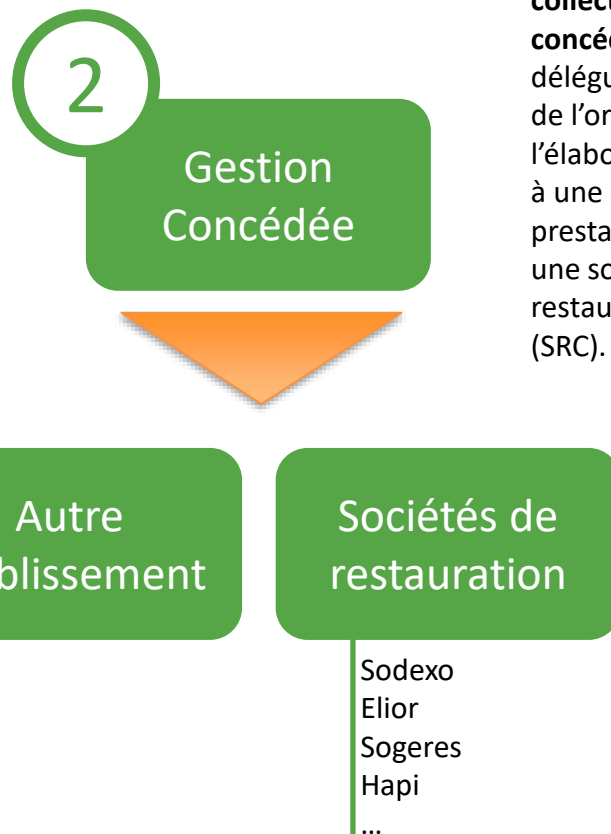 2
Gestion
Concédée
concéd
délégu
de l'or
l'élabo
à une
presta
une so
restau
(SRC).
Autre
blissement
Sociétés de
restauration
Sodexo
Elior
Sogeres
Hapi
...